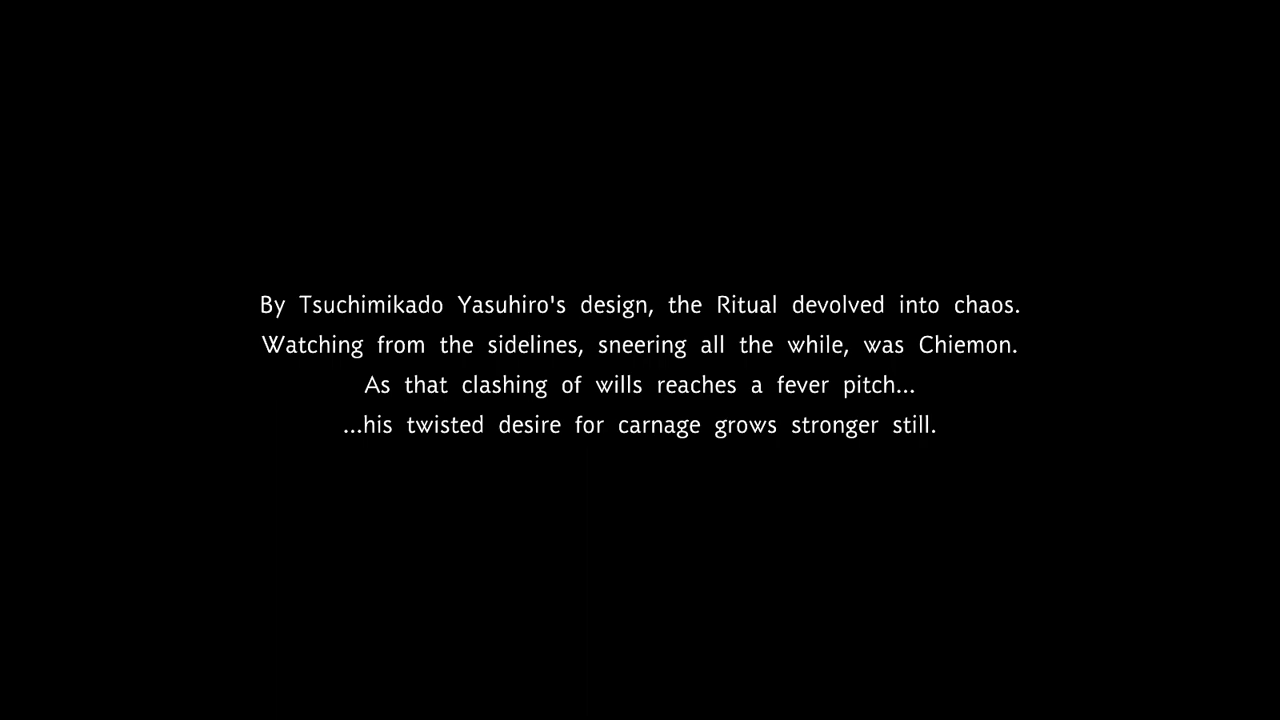 By Tsuchimikado Yasuhiro's design, the Ritual devolved into chaos.
Watching from the sidelines, sneering all the while, was Chiemon.
As that clashing of wills reaches a fever pitch...
...his twisted desire for carnage grows stronger still.